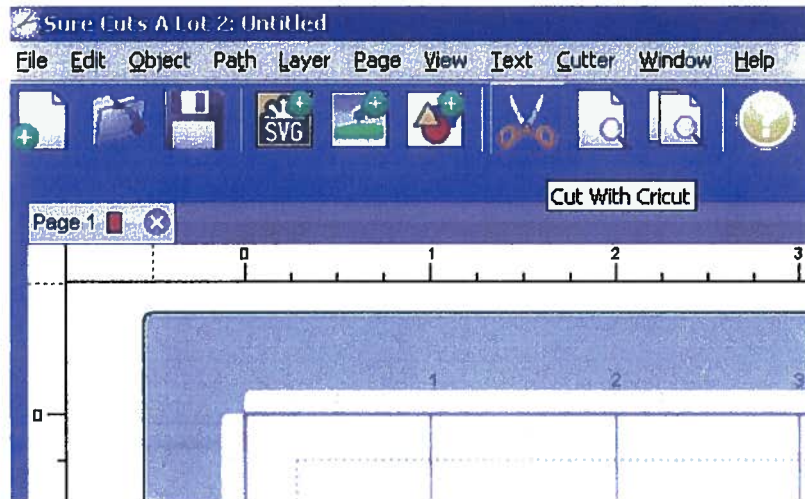 Sure Cuts A Lot 2: Untitled
File Edit Object Path Layer Page View Text Cutter Window Help
SVG
Cut With Cricut
Page 1
0 1 2 3
1 2 3
0